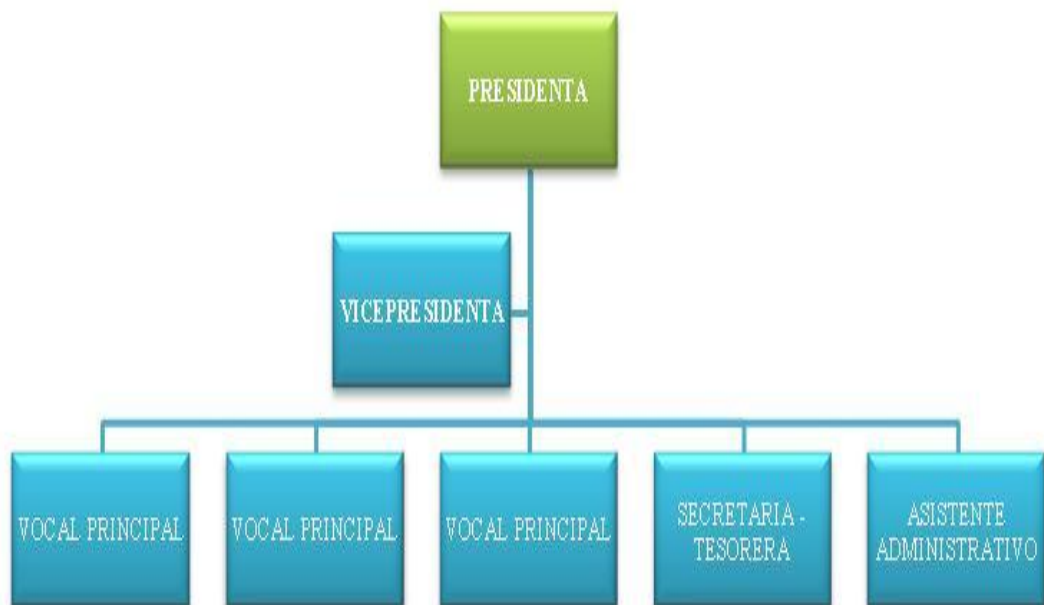 PRESIDENTA
VICEPRESIDENTA
VOCAL PRINCIPAL
VOCAL PRINCIPAL
VOCAL PRINCIPAL
SECRETARIA -
TESORERA
ASISTENTE
ADMINISTRATIVO